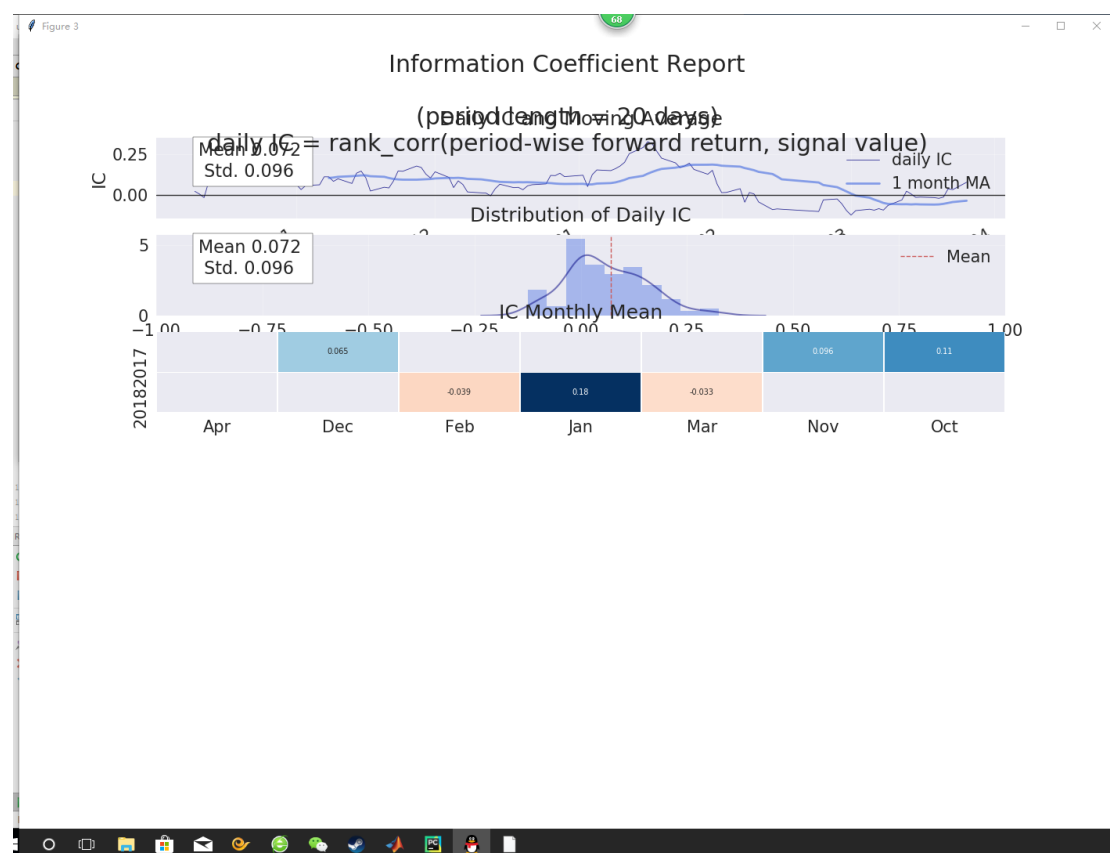 Figure 3
68
Information Coefficient Report
(period length = 20 days)
Daily IC and Moving Average
daily IC = rank_corr(period-wise forward return, signal value)
Mean 0.072
Std. 0.096
daily IC
1 month MA
0.25
0.00
IC
Distribution of Daily IC
Mean 0.072
Std. 0.096
Mean
5
0
−1.00 −0.75 −0.50 −0.25 0.00 0.25 0.50 0.75 1.00
IC Monthly Mean
2017
0.065 0.096 0.11
2018
-0.039 0.18 -0.033
Apr Dec Feb Jan Mar Nov Oct
PC